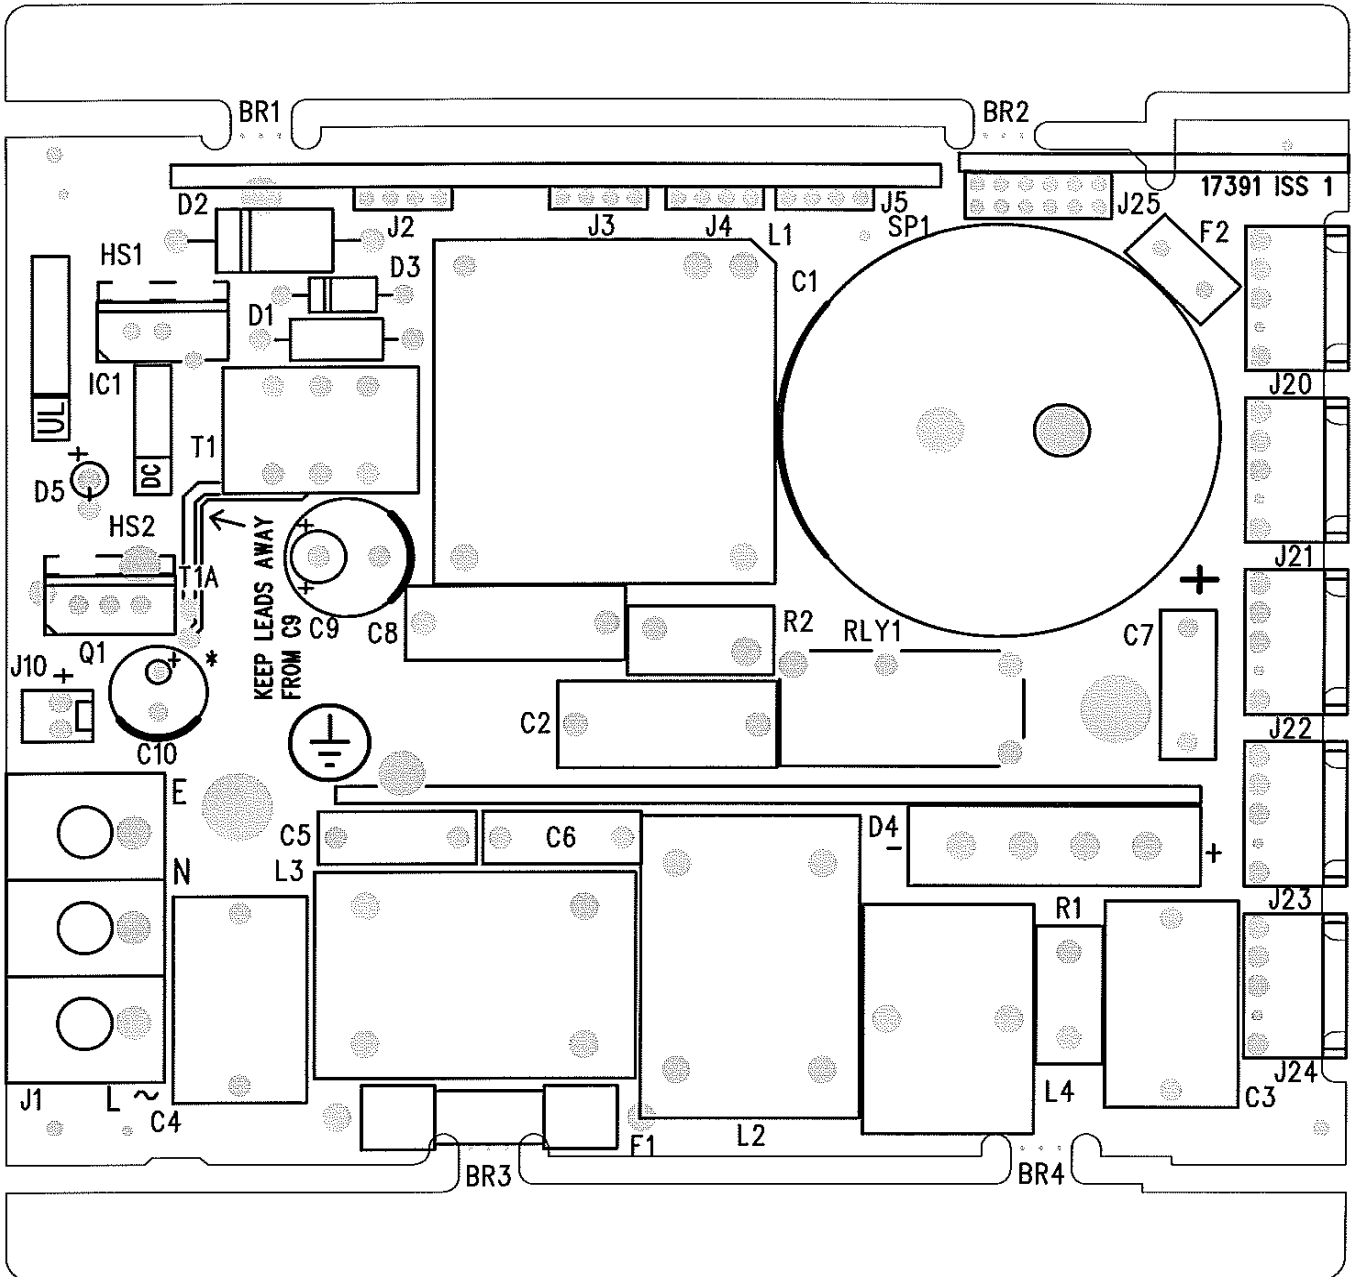 BR1
BR2
17391 ISS 1
D2
J2
J3
J4
J5
J25
L1
SP1
F2
HS1
D3
C1
D1
IC1
J20
UL
T1
DC
+
D5
HS2
KEEP LEADS AWAY
FROM C9
+
+
J21
T1A
+
C9
C8
R2
RLY1
C7
Q1
+ *
J10
+
C2
J22
C10
E
C5
C6
D4
-
+
N
L3
J23
R1
J1
L ~
C4
F1
L2
L4
C3
J24
BR3
BR4